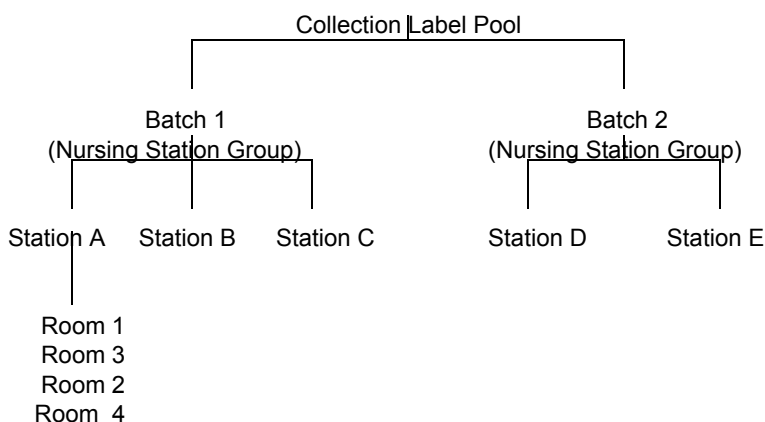 Collection Label Pool
Batch 1 Batch 2
(Nursing Station Group) (Nursing Station Group)
Station A Station B Station C Station D Station E
Room 1
Room 3
Room 2
Room 4